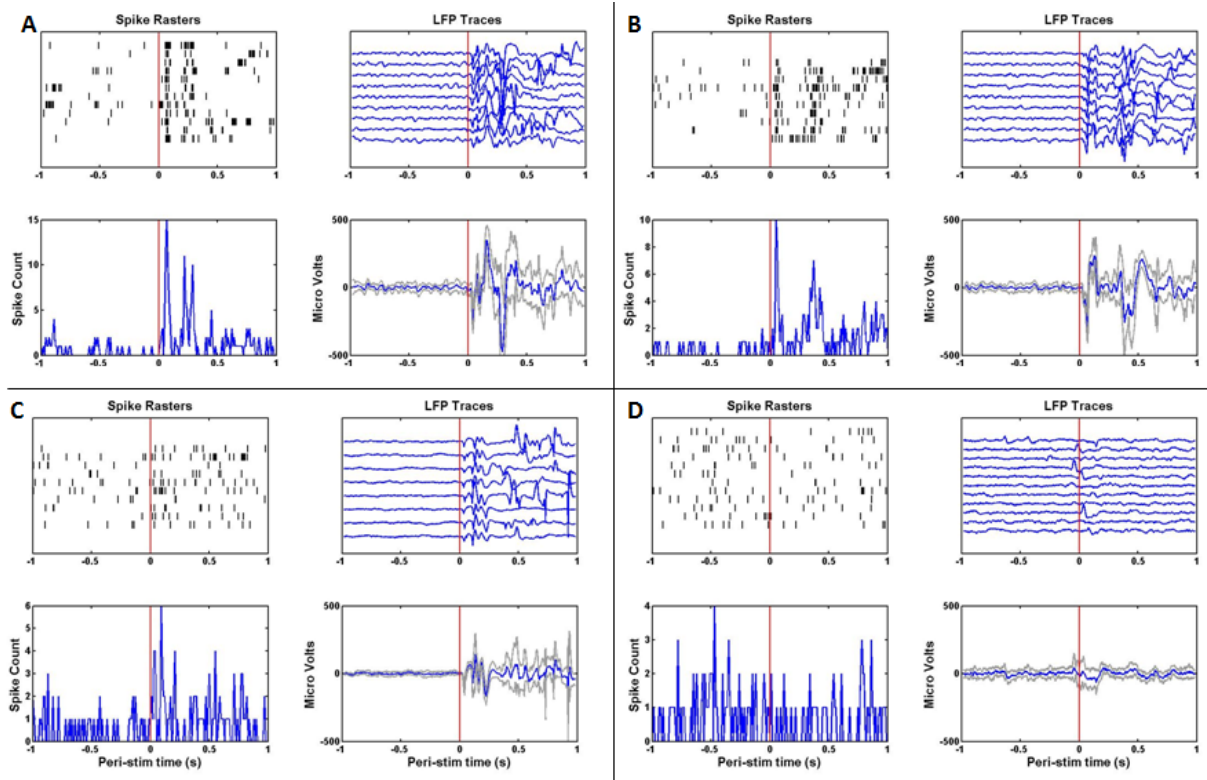 A
Spike Rasters
LFP Traces
-1 -0.5 0 0.5 1
-1 -0.5 0 0.5 1
Spike Count
15
10
5
0
-1 -0.5 0 0.5 1
Micro Volts
500
0
-500
-1 -0.5 0 0.5 1
B
Spike Rasters
LFP Traces
-1 -0.5 0 0.5 1
1 -0.5 0 0.5 1
Spike Count
10
8
6
4
2
0
-1 -0.5 0 0.5 1
Micro Volts
500
0
-500
1 -0.5 0 0.5 1
C
Spike Rasters
LFP Traces
-1 -0.5 0 0.5 1
-1 -0.5 0 0.5 1
Spike Count
6
5
4
3
2
1
0
-1 -0.5 0 0.5 1
Peri-stim time (s)
Micro Volts
500
0
-500
-1 -0.5 0 0.5 1
Peri-stim time (s)
D
Spike Rasters
LFP Traces
-1 -0.5 0 0.5 1
1 -0.5 0 0.5 1
Spike Count
4
3
2
1
0
-1 -0.5 0 0.5 1
Peri-stim time (s)
Micro Volts
500
0
-500
1 -0.5 0 0.5 1
Peri-stim time (s)